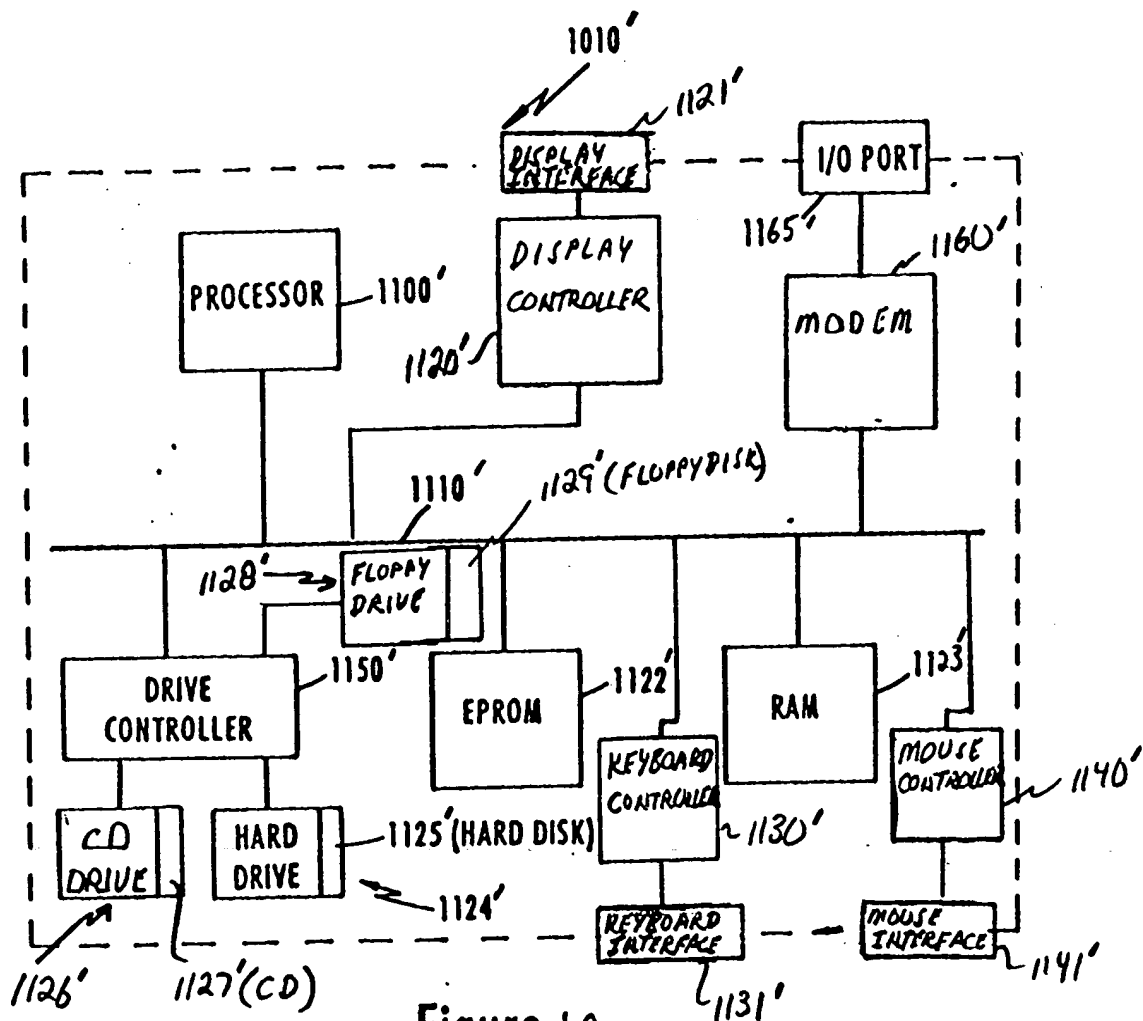 1010'
1121'
DISPLAY
INTERFACE
I/O PORT
1165'
1160'
PROCESSOR
1100'
DISPLAY
CONTROLLER
1120'
MODEM
1110'
1129' (FLOPPY DISK)
1128'
FLOPPY
DRIVE
1150'
DRIVE
CONTROLLER
EPROM
1122'
RAM
1123'
KEYBOARD
CONTROLLER
1130'
MOUSE
CONTROLLER
1140'
CD
DRIVE
HARD
DRIVE
1125' (HARD DISK)
1124'
KEYBOARD
INTERFACE
MOUSE
INTERFACE
1126'
1127' (CD)
1131'
1141'
Figure